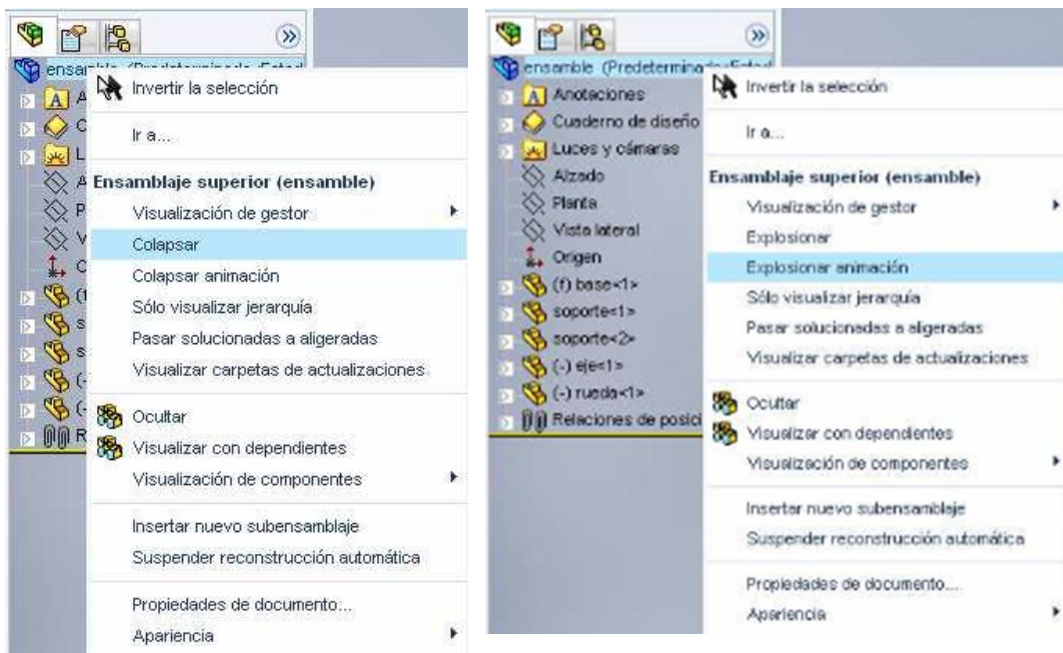 ensamble (Predeterminado
Invertir la selección
Ir a...
Ensamblaje superior (ensamble)
Visualización de gestor
Colapsar
Colapsar animación
Sólo visualizar jerarquía
Pasar solucionadas a aligeradas
Visualizar carpetas de actualizaciones
Ocultar
Visualizar con dependientes
Visualización de componentes
Insertar nuevo subensamblaje
Suspender reconstrucción automática
Propiedades de documento...
Apariencia
ensamble (Predeterminado<Estad
Anotaciones
Cuaderno de diseño
Luces y cámaras
Alzado
Planta
Vista lateral
Origen
(f) base<1>
soporte<1>
soporte<2>
(-) eje<1>
(-) rueda<1>
Relaciones de posici
Invertir la selección
Ir a...
Ensamblaje superior (ensamble)
Visualización de gestor
Explosionar
Explosionar animación
Sólo visualizar jerarquía
Pasar solucionadas a aligeradas
Visualizar carpetas de actualizaciones
Ocultar
Visualizar con dependientes
Visualización de componentes
Insertar nuevo subensamblaje
Suspender reconstrucción automática
Propiedades de documento...
Apariencia